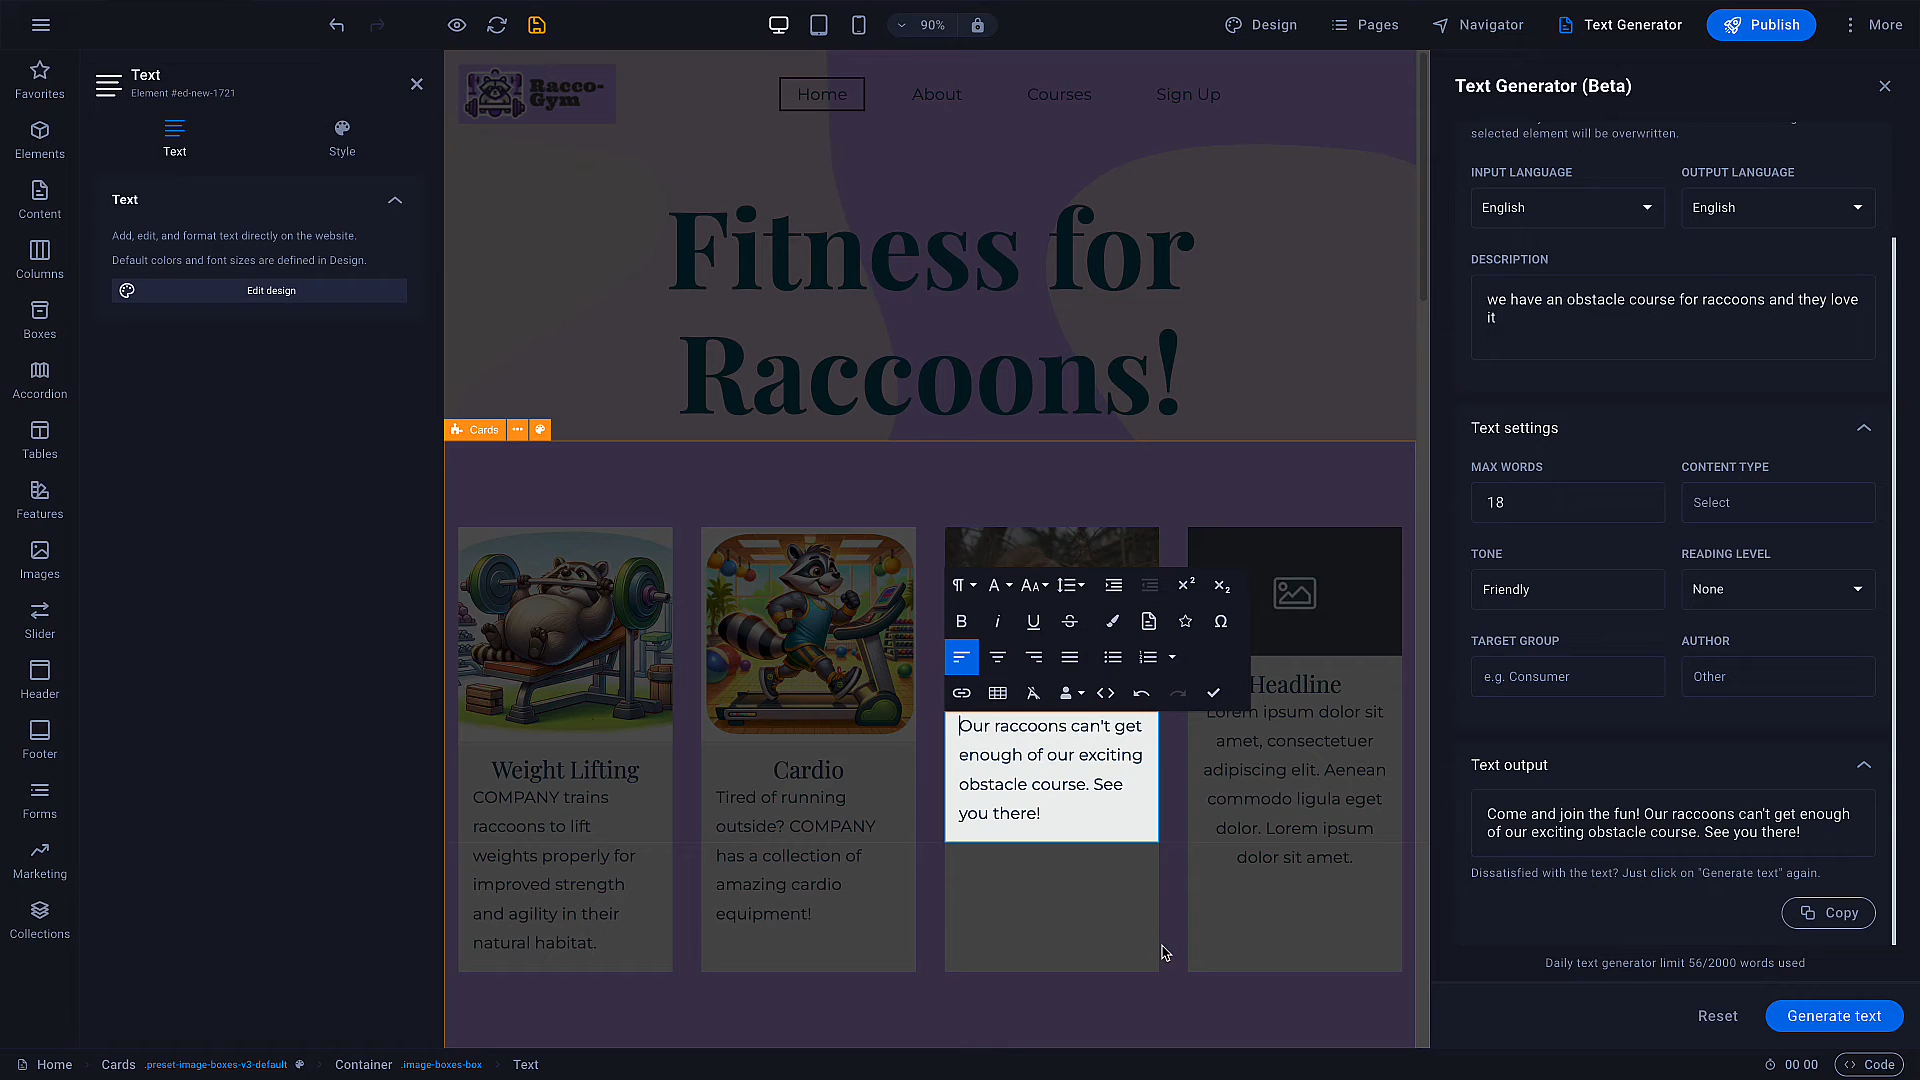 90%
Design
Pages
Navigator
Text Generator
Publish
More
Favorites
Elements
Content
Columns
Boxes
Accordion
Tables
Features
Images
Slider
Header
Footer
Forms
Marketing
Collections
Text
Element #ed-new-1721
Text
Style
Text
Add, edit, and format text directly on the website.
Default colors and font sizes are defined in Design.
Edit design
Racco-
Gym
Home
About
Courses
Sign Up
Fitness for
Raccoons!
Cards
Weight Lifting
COMPANY trains
raccoons to lift
weights properly for
improved strength
and agility in their
natural habitat.
Cardio
Tired of running
outside? COMPANY
has a collection of
amazing cardio
equipment!
Our raccoons can't get
enough of our exciting
obstacle course. See
you there!
Headline
Lorem ipsum dolor sit
amet, consectetuer
adipiscing elit. Aenean
commodo ligula eget
dolor. Lorem ipsum
dolor sit amet.
Text Generator (Beta)
selected element will be overwritten.
INPUT LANGUAGE
OUTPUT LANGUAGE
English
English
DESCRIPTION
we have an obstacle course for raccoons and they love
it
Text settings
MAX WORDS
CONTENT TYPE
18
Select
TONE
READING LEVEL
Friendly
None
TARGET GROUP
AUTHOR
e.g. Consumer
Other
Text output
Come and join the fun! Our raccoons can't get enough
of our exciting obstacle course. See you there!
Dissatisfied with the text? Just click on "Generate text" again.
Copy
Daily text generator limit 56/2000 words used
Reset
Generate text
Home
Cards .preset-image-boxes-v3-default
Container .image-boxes-box
Text
00 00
Code